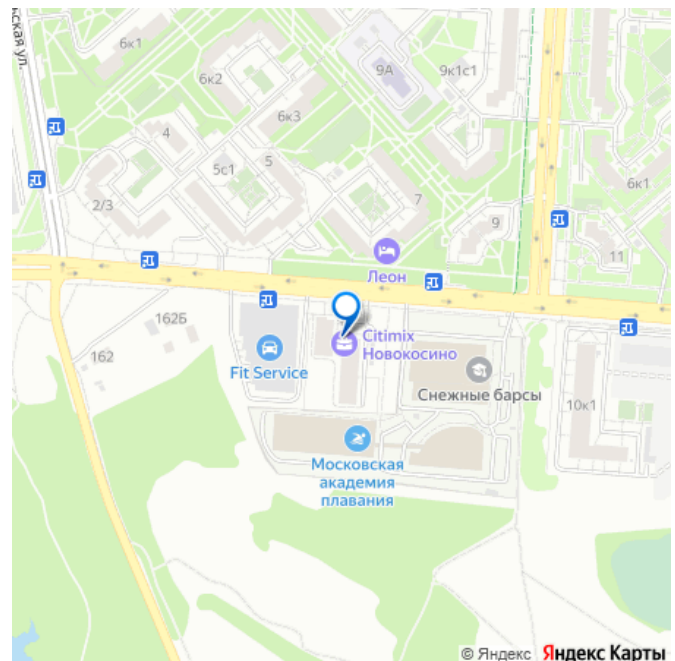 ьская ул.
6к1
6к2
9А
9к1с1
6к3
4
5
5с1
6к1
2/3
7
9
11
Леон
162Б
162
Citimix
Новокосино
Fit Service
Снежные барсы
10к1
Московская
академия
плавания
© Яндекс Яндекс Карты